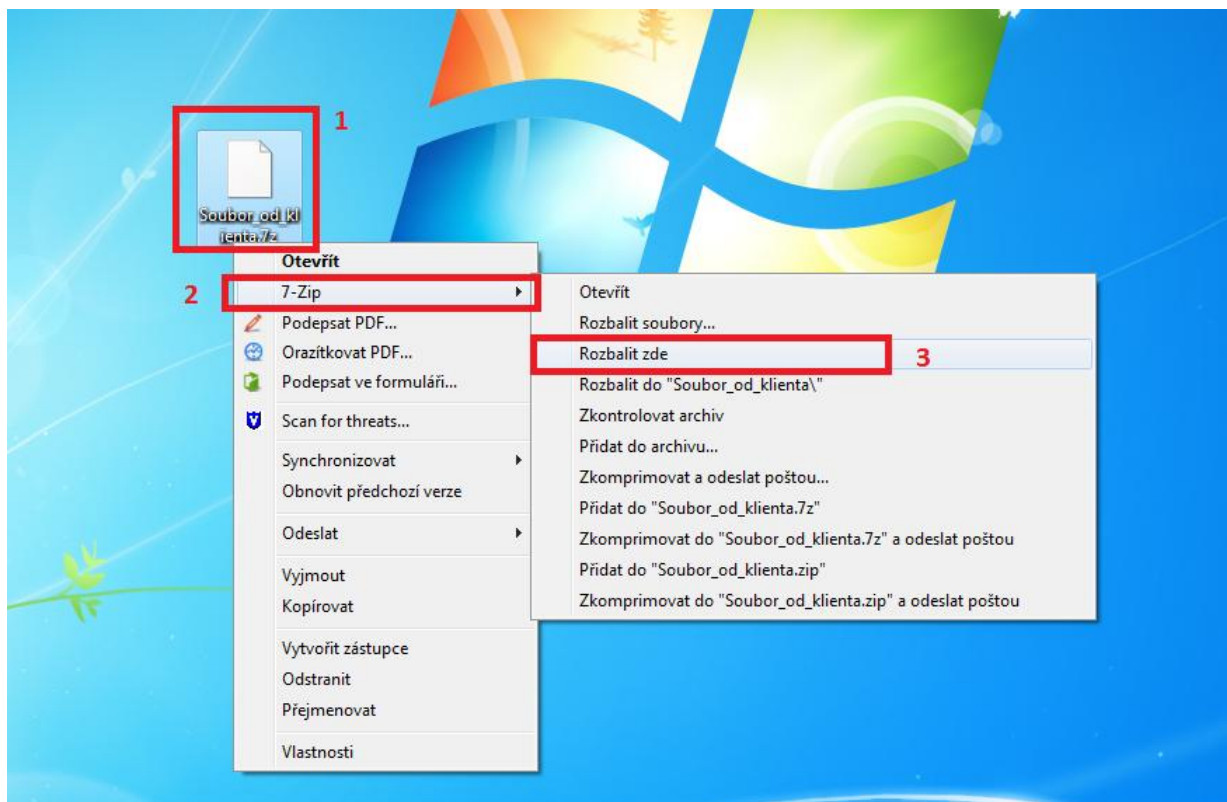 1
Soubor_od_kl
ienta.7z
Otevřít
2
7-Zip
Podepsat PDF...
Orazítkovat PDF...
Podepsat ve formuláři...
Scan for threats...
Synchronizovat
Obnovit předchozí verze
Odeslat
Vyjmout
Kopírovat
Vytvořit zástupce
Odstranit
Přejmenovat
Vlastnosti
Otevřít
Rozbalit soubory...
Rozbalit zde
3
Rozbalit do "Soubor_od_klienta\"
Zkontrolovat archiv
Přidat do archivu...
Zkomprimovat a odeslat poštou...
Přidat do "Soubor_od_klienta.7z"
Zkomprimovat do "Soubor_od_klienta.7z" a odeslat poštou
Přidat do "Soubor_od_klienta.zip"
Zkomprimovat do "Soubor_od_klienta.zip" a odeslat poštou